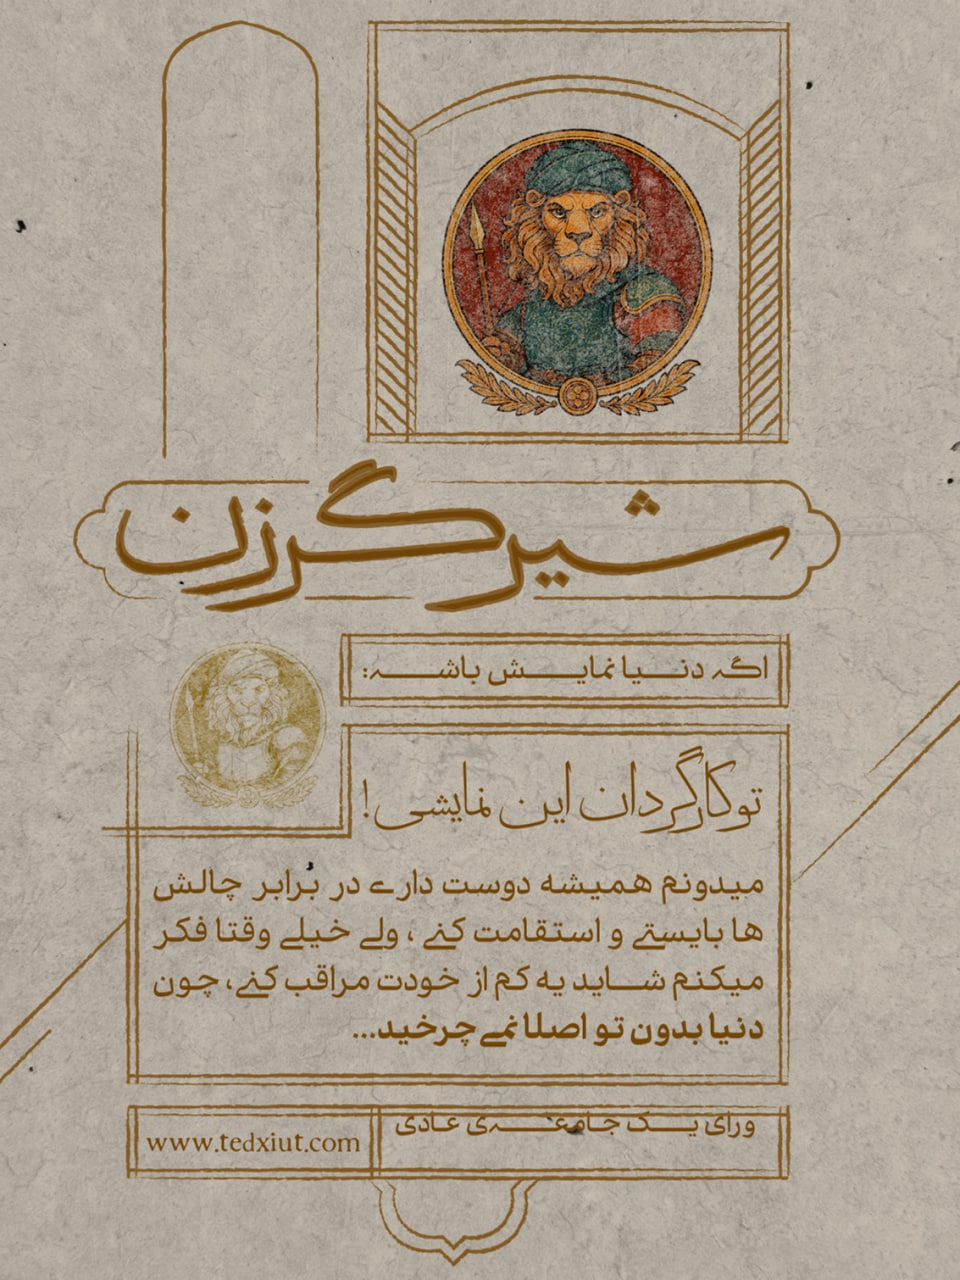 شیر گرزن
اگه دنیا نمایش باشه:
تو کارگردان این نمایشی!
میدونم همیشه دوست داری در برابر چالش
ها بایستی و استقامت کنی، ولی خیلی وقتا فکر
میکنم شاید یه کم از خودت مراقب کنی، چون
دنیا بدون تو اصلا نمی چرخید...
ورای یک جامعه‌ی عادی
www.tedxiut.com